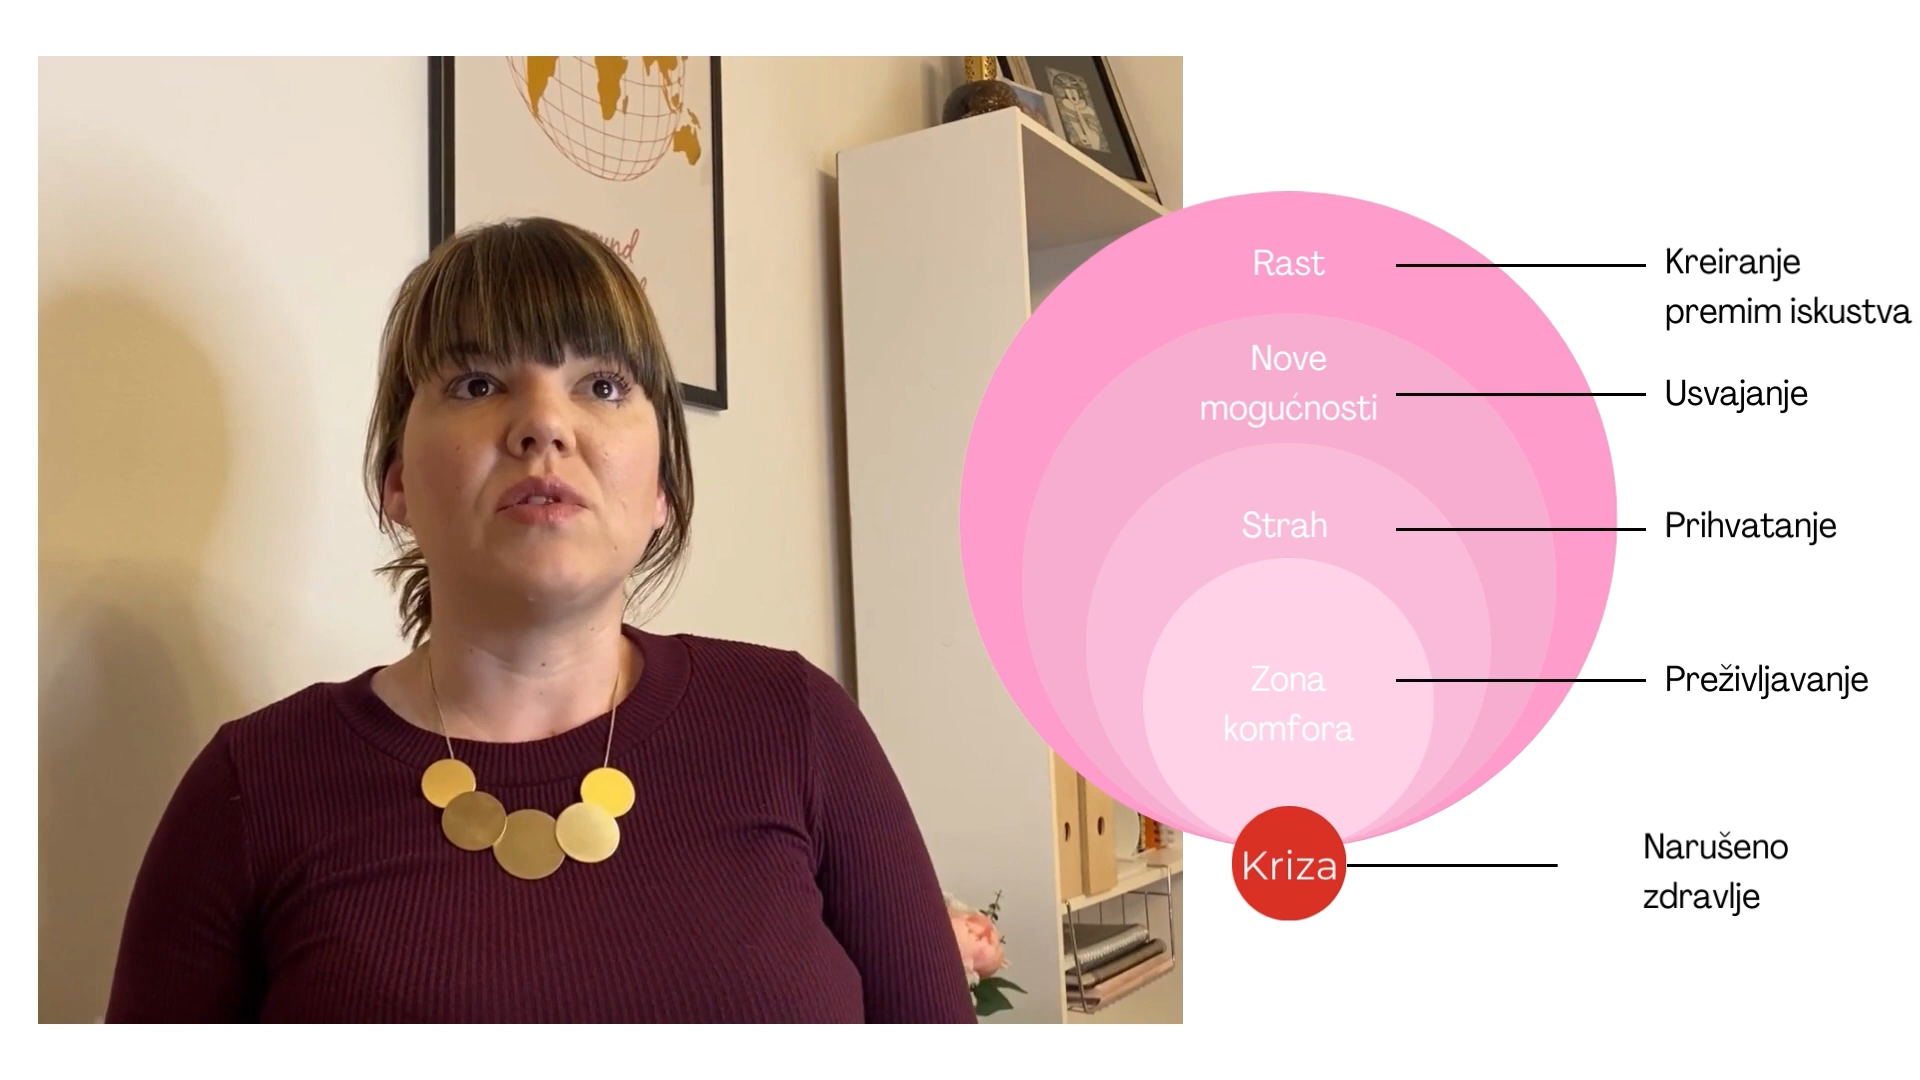 Rast
Kreiranje
premim iskustva
Nove
mogućnosti
Usvajanje
Strah
Prihvatanje
Zona
komfora
Preživljavanje
Kriza
Narušeno
zdravlje